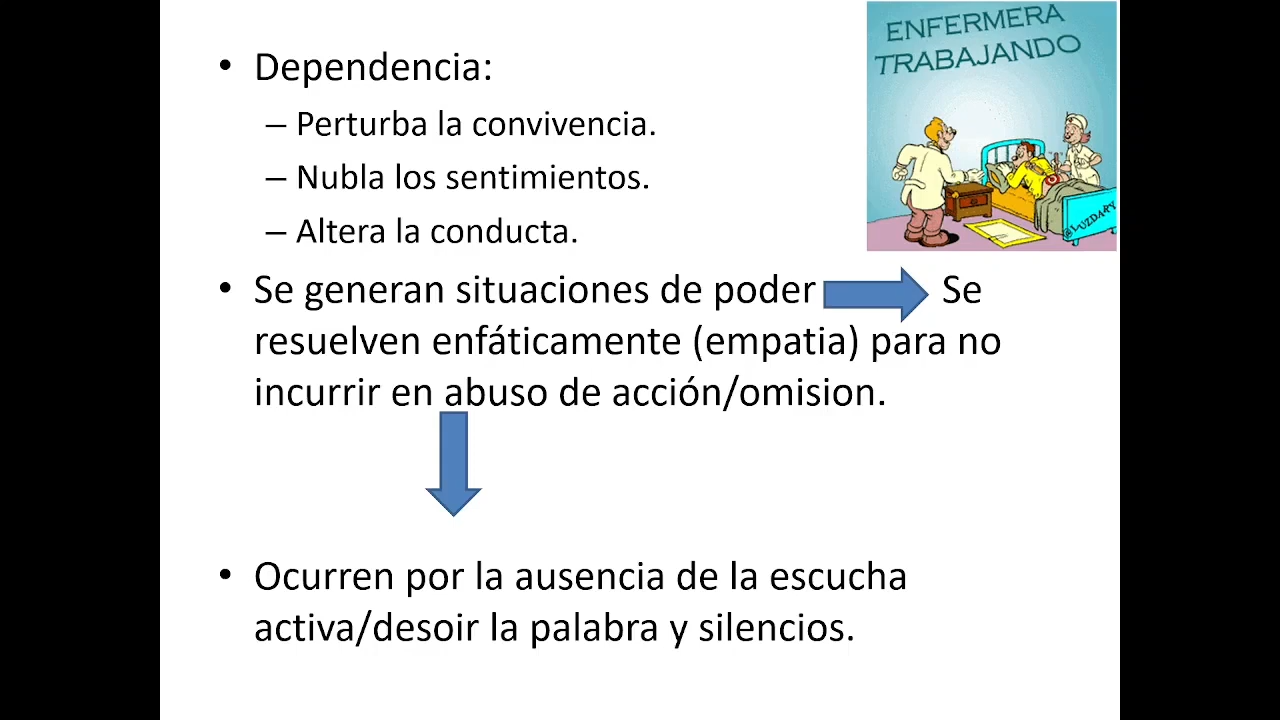 ENFERMERA
TRABAJANDO
• Dependencia:
– Perturba la convivencia.
– Nubla los sentimientos.
– Altera la conducta.
• Se generan situaciones de poder Se
resuelven enfáticamente (empatia) para no
incurrir en abuso de acción/omision.
• Ocurren por la ausencia de la escucha
activa/desoir la palabra y silencios.
@LUZDARY